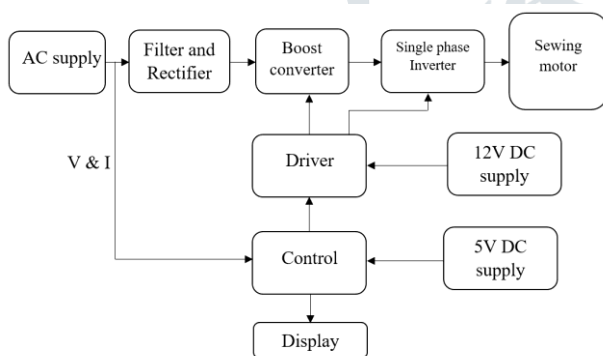 AC supply
Filter and
Rectifier
Boost
converter
Single phase
Inverter
Sewing
motor
V & I
Driver
12V DC
supply
Control
5V DC
supply
Display